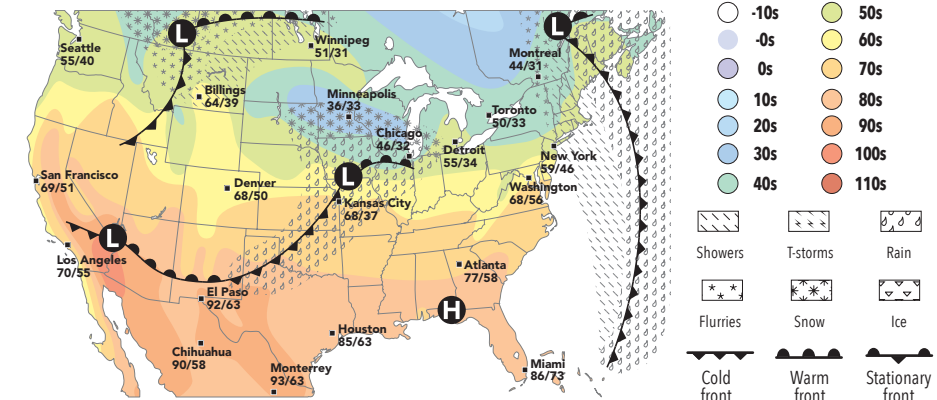 L
L
Seattle
55/40
Winnipeg
51/31
Montreal
44/31
Billings
64/39
Minneapolis
36/33
Toronto
50/33
Chicago
46/32
Detroit
55/34
New York
59/46
San Francisco
69/51
Denver
68/50
L
Kansas City
68/37
Washington
68/56
L
Los Angeles
70/55
Atlanta
77/58
El Paso
92/63
H
Houston
85/63
Chihuahua
90/58
Monterrey
93/63
Miami
86/73
-10s
50s
-0s
60s
0s
70s
10s
80s
20s
90s
30s
100s
40s
110s
Showers
T-storms
Rain
Flurries
Snow
Ice
Cold
front
Warm
front
Stationary
front